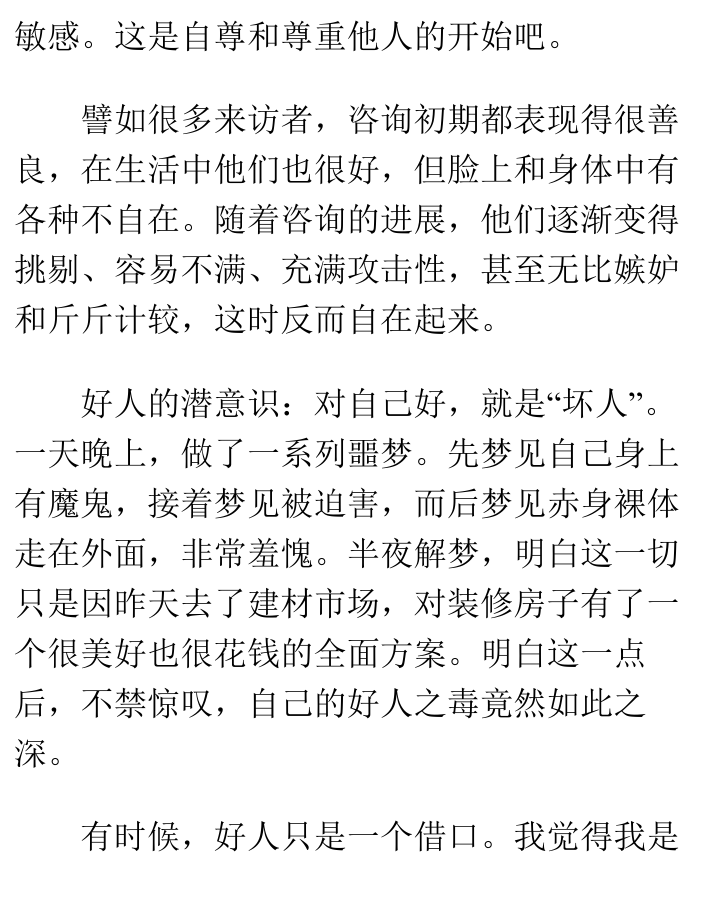 敏感。这是自尊和尊重他人的开始吧。
譬如很多来访者，咨询初期都表现得很善
良，在生活中他们也很好，但脸上和身体中有
各种不自在。随着咨询的进展，他们逐渐变得
挑剔、容易不满、充满攻击性，甚至无比嫉妒
和斤斤计较，这时反而自在起来。
好人的潜意识：对自己好，就是“坏人”。
一天晚上，做了一系列噩梦。先梦见自己身上
有魔鬼，接着梦见被迫害，而后梦见赤身裸体
走在外面，非常羞愧。半夜解梦，明白这一切
只是因昨天去了建材市场，对装修房子有了一
个很美好也很花钱的全面方案。明白这一点
后，不禁惊叹，自己的好人之毒竟然如此之
深。
有时候，好人只是一个借口。我觉得我是